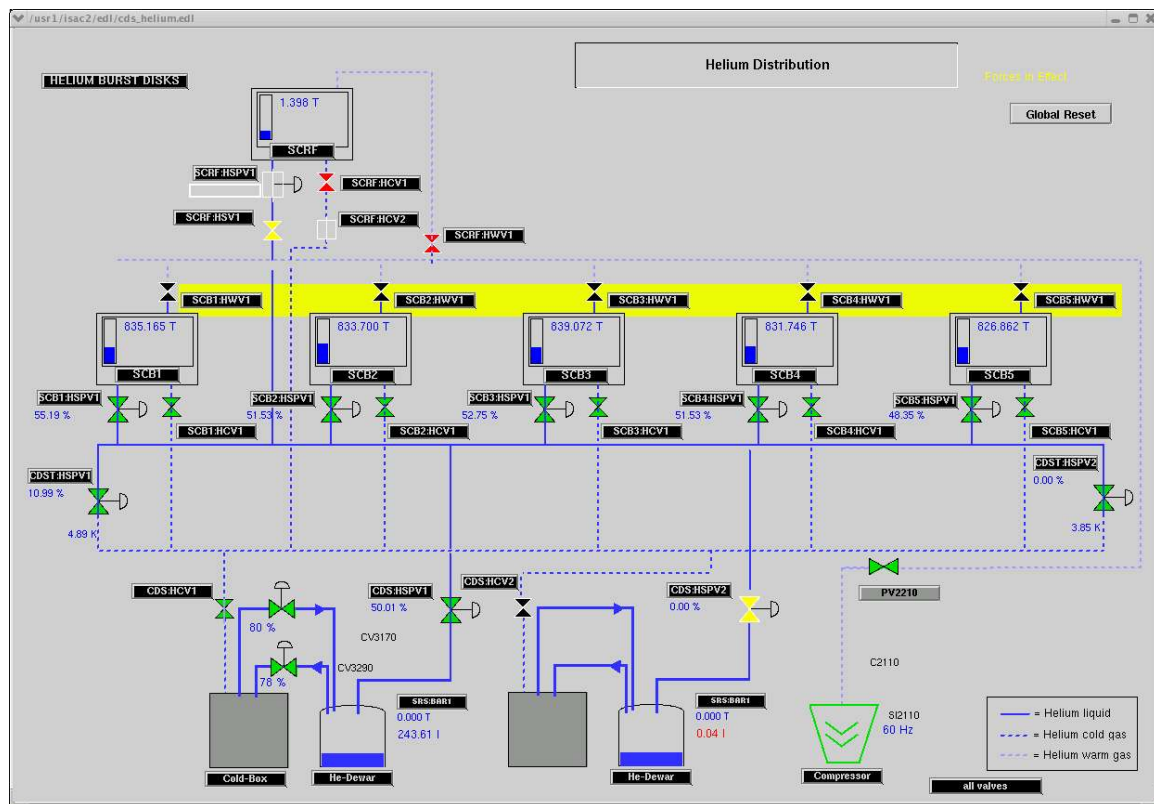 /usr1/isac2/edl/cds_helium.edl
Helium Distribution
HELIUM BURST DISKS
Forces in Effect
Global Reset
1.398 T
SCRF
SCRF:HSPV1
SCRF:HCV1
SCRF:HSV1
SCRF:HCV2
SCRF:HWV1
SCB1:HWV1
SCB2:HWV1
SCB3:HWV1
SCB4:HWV1
SCB5:HWV1
835.165 T
833.700 T
839.072 T
831.746 T
826.862 T
SCB1
SCB2
SCB3
SCB4
SCB5
SCB1:HSPV1
SCB2:HSPV1
SCB3:HSPV1
SCB4:HSPV1
SCB5:HSPV1
55.19 %
51.53 %
52.75 %
51.53 %
48.35 %
SCB1:HCV1
SCB2:HCV1
SCB3:HCV1
SCB4:HCV1
SCB5:HCV1
CDST:HSPV1
10.99 %
4.89 K
CDST:HSPV2
0.00 %
3.85 K
CDS:HCV1
CDS:HSPV1
50.01 %
CDS:HCV2
CDS:HSPV2
0.00 %
PV2210
80 %
CV3170
CV3290
78 %
C2110
SRS:BAR1
0.000 T
243.61 l
SRS:BAR1
0.000 T
0.04 l
SI2110
60 Hz
= Helium liquid
= Helium cold gas
= Helium warm gas
Cold-Box
He-Dewar
He-Dewar
Compressor
all valves